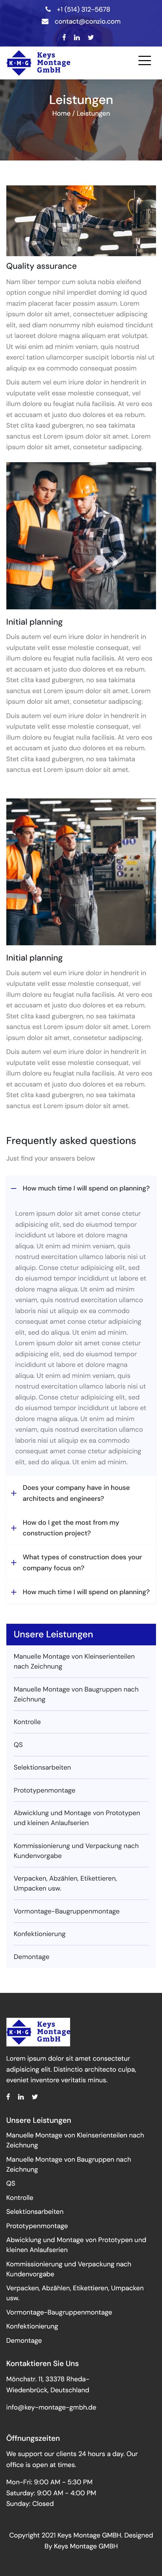 +1 (514) 312-5678
contact@conzio.com
Keys
Montage
GmbH
Leistungen
Home / Leistungen
Quality assurance
Nam liber tempor cum soluta nobis eleifend
option congue nihil imperdiet doming id quod
mazim placerat facer possim assum. Lorem
ipsum dolor sit amet, consectetuer adipiscing
elit, sed diam nonummy nibh euismod tincidunt
ut laoreet dolore magna aliquam erat volutpat.
Ut wisi enim ad minim veniam, quis nostrud
exerci tation ullamcorper suscipit lobortis nisl ut
aliquip ex ea commodo consequat possim
Duis autem vel eum iriure dolor in hendrerit in
vulputate velit esse molestie consequat, vel
illum dolore eu feugiat nulla facilisis. At vero eos
et accusam et justo duo dolores et ea rebum.
Stet clita kasd gubergren, no sea takimata
sanctus est Lorem ipsum dolor sit amet. Lorem
ipsum dolor sit amet, consetetur sadipscing.
Initial planning
Duis autem vel eum iriure dolor in hendrerit in
vulputate velit esse molestie consequat, vel
illum dolore eu feugiat nulla facilisis. At vero eos
et accusam et justo duo dolores et ea rebum.
Stet clita kasd gubergren, no sea takimata
sanctus est Lorem ipsum dolor sit amet. Lorem
ipsum dolor sit amet, consetetur sadipscing.
Duis autem vel eum iriure dolor in hendrerit in
vulputate velit esse molestie consequat, vel
illum dolore eu feugiat nulla facilisis. At vero eos
et accusam et justo duo dolores et ea rebum.
Stet clita kasd gubergren, no sea takimata
sanctus est Lorem ipsum dolor sit amet.
Initial planning
Duis autem vel eum iriure dolor in hendrerit in
vulputate velit esse molestie consequat, vel
illum dolore eu feugiat nulla facilisis. At vero eos
et accusam et justo duo dolores et ea rebum.
Stet clita kasd gubergren, no sea takimata
sanctus est Lorem ipsum dolor sit amet. Lorem
ipsum dolor sit amet, consetetur sadipscing.
Duis autem vel eum iriure dolor in hendrerit in
vulputate velit esse molestie consequat, vel
illum dolore eu feugiat nulla facilisis. At vero eos
et accusam et justo duo dolores et ea rebum.
Stet clita kasd gubergren, no sea takimata
sanctus est Lorem ipsum dolor sit amet.
Frequently asked questions
Just find your answers below
How much time I will spend on planning?
Lorem ipsum dolor sit amet conse ctetur
adipisicing elit, sed do eiusmod tempor
incididunt ut labore et dolore magna
aliqua. Ut enim ad minim veniam, quis
nostrud exercitation ullamco laboris nisi ut
aliquip. Conse ctetur adipisicing elit, sed
do eiusmod tempor incididunt ut labore et
dolore magna aliqua. Ut enim ad minim
veniam, quis nostrud exercitation ullamco
laboris nisi ut aliquip ex ea commodo
consequat amet conse ctetur adipisicing
elit, sed do aliqua. Ut enim ad minim.
Lorem ipsum dolor sit amet conse ctetur
adipisicing elit, sed do eiusmod tempor
incididunt ut labore et dolore magna
aliqua. Ut enim ad minim veniam, quis
nostrud exercitation ullamco laboris nisi ut
aliquip. Conse ctetur adipisicing elit, sed
do eiusmod tempor incididunt ut labore et
dolore magna aliqua. Ut enim ad minim
veniam, quis nostrud exercitation ullamco
laboris nisi ut aliquip ex ea commodo
consequat amet conse ctetur adipisicing
elit, sed do aliqua. Ut enim ad minim.
Does your company have in house
architects and engineers?
How do I get the most from my
construction project?
What types of construction does your
company focus on?
How much time I will spend on planning?
Unsere Leistungen
Manuelle Montage von Kleinserienteilen
nach Zeichnung
Manuelle Montage von Baugruppen nach
Zeichnung
Kontrolle
QS
Selektionsarbeiten
Prototypenmontage
Abwicklung und Montage von Prototypen
und kleinen Anlaufserien
Kommissionierung und Verpackung nach
Kundenvorgabe
Verpacken, Abzählen, Etikettieren,
Umpacken usw.
Vormontage-Baugruppenmontage
Konfektionierung
Demontage
Keys
Montage
GmbH
Lorem ipsum dolor sit amet consectetur
adipisicing elit. Distinctio architecto culpa,
eveniet inventore veritatis minus.
Unsere Leistungen
Manuelle Montage von Kleinserienteilen nach
Zeichnung
Manuelle Montage von Baugruppen nach
Zeichnung
QS
Kontrolle
Selektionsarbeiten
Prototypenmontage
Abwicklung und Montage von Prototypen und
kleinen Anlaufserien
Kommissionierung und Verpackung nach
Kundenvorgabe
Verpacken, Abzählen, Etikettieren, Umpacken
usw.
Vormontage-Baugruppenmontage
Konfektionierung
Demontage
Kontaktieren Sie Uns
Mönchstr. 11, 33378 Rheda-
Wiedenbrück, Deutschland
info@key-montage-gmbh.de
Öffnungszeiten
We support our clients 24 hours a day. Our
office is open at times.
Mon-Fri: 9:00 AM - 5:30 PM
Saturday: 9:00 AM - 4:00 PM
Sunday: Closed
Copyright 2021 Keys Montage GMBH. Designed
By Keys Montage GMBH